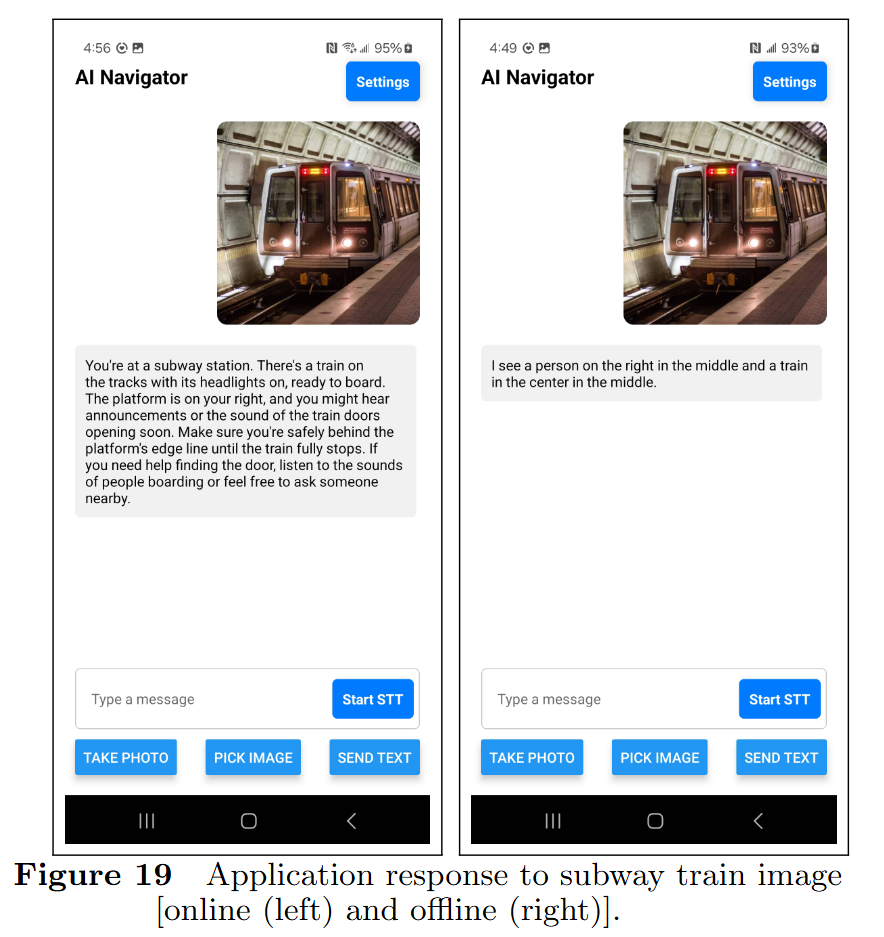 4:56 95%
AI Navigator
Settings
You're at a subway station. There's a train on
the tracks with its headlights on, ready to board.
The platform is on your right, and you might hear
announcements or the sound of the train doors
opening soon. Make sure you're safely behind the
platform's edge line until the train fully stops. If
you need help finding the door, listen to the sounds
of people boarding or feel free to ask someone
nearby.
Type a message
Start STT
TAKE PHOTO
PICK IMAGE
SEND TEXT
4:49 93%
AI Navigator
Settings
I see a person on the right in the middle and a train
in the center in the middle.
Type a message
Start STT
TAKE PHOTO
PICK IMAGE
SEND TEXT
Figure 19 Application response to subway train image
[online (left) and offline (right)].